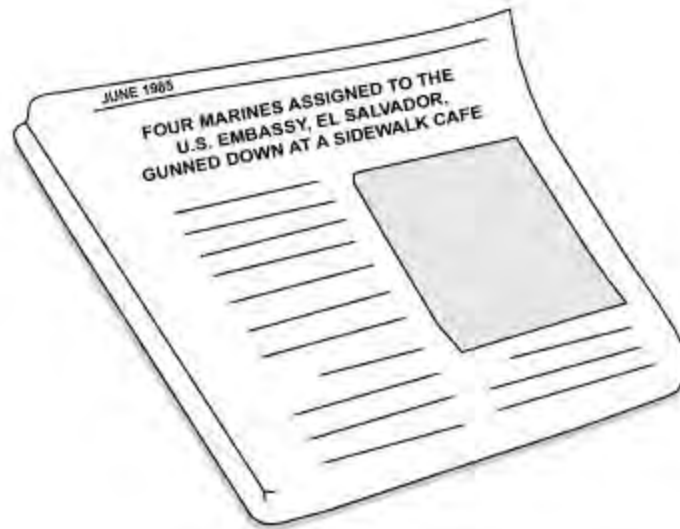 JUNE 1985
FOUR MARINES ASSIGNED TO THE
U.S. EMBASSY, EL SALVADOR,
GUNNED DOWN AT A SIDEWALK CAFE